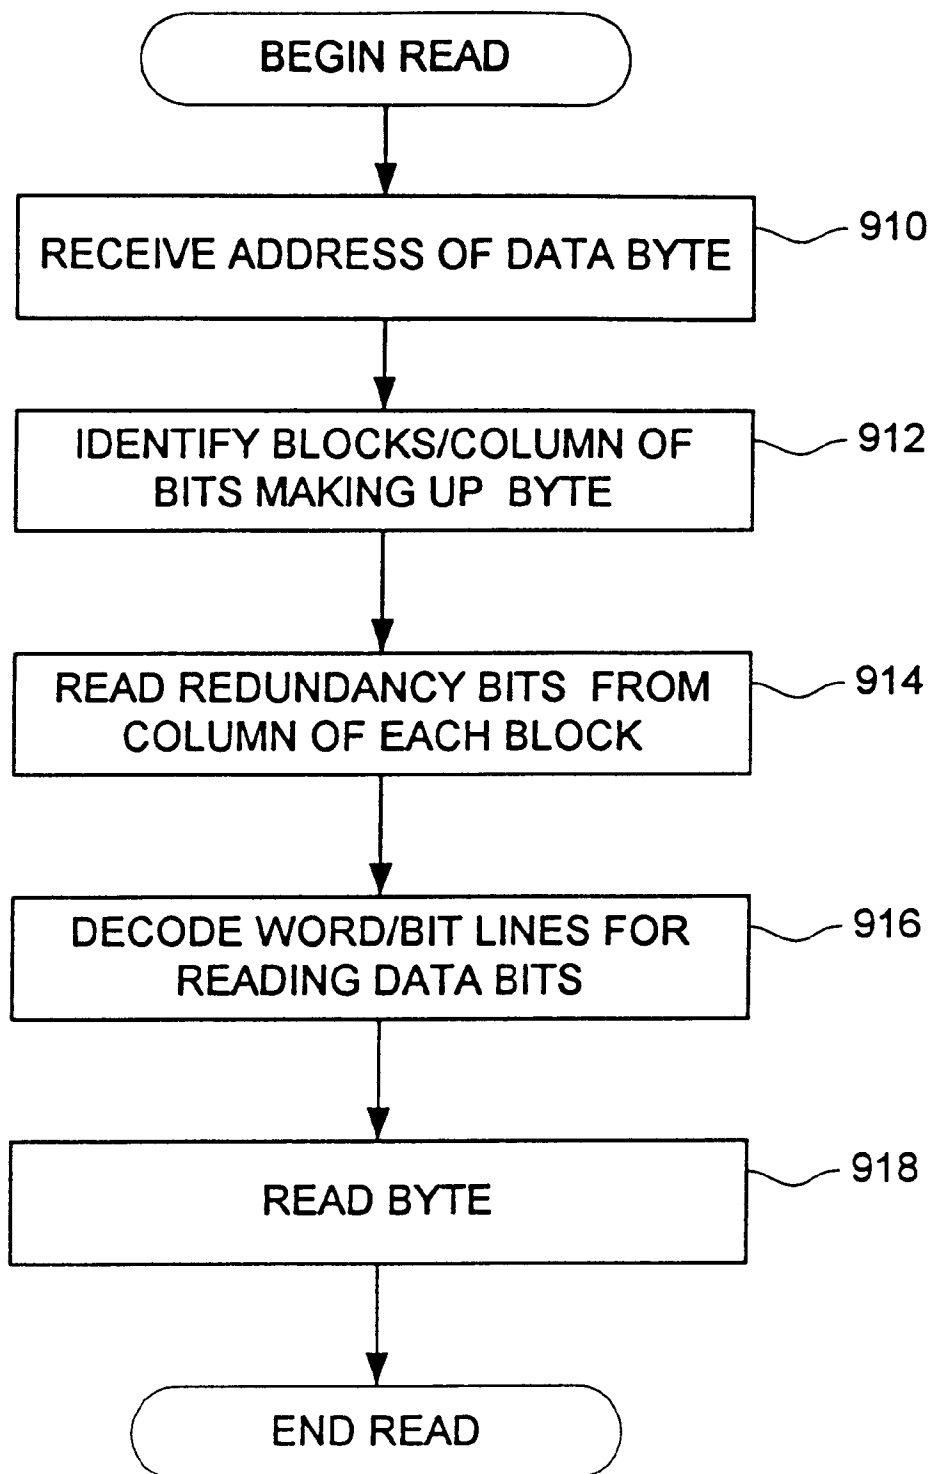 BEGIN READ
RECEIVE ADDRESS OF DATA BYTE
910
IDENTIFY BLOCKS/COLUMN OF
BITS MAKING UP BYTE
912
READ REDUNDANCY BITS FROM
COLUMN OF EACH BLOCK
914
DECODE WORD/BIT LINES FOR
READING DATA BITS
916
READ BYTE
918
END READ